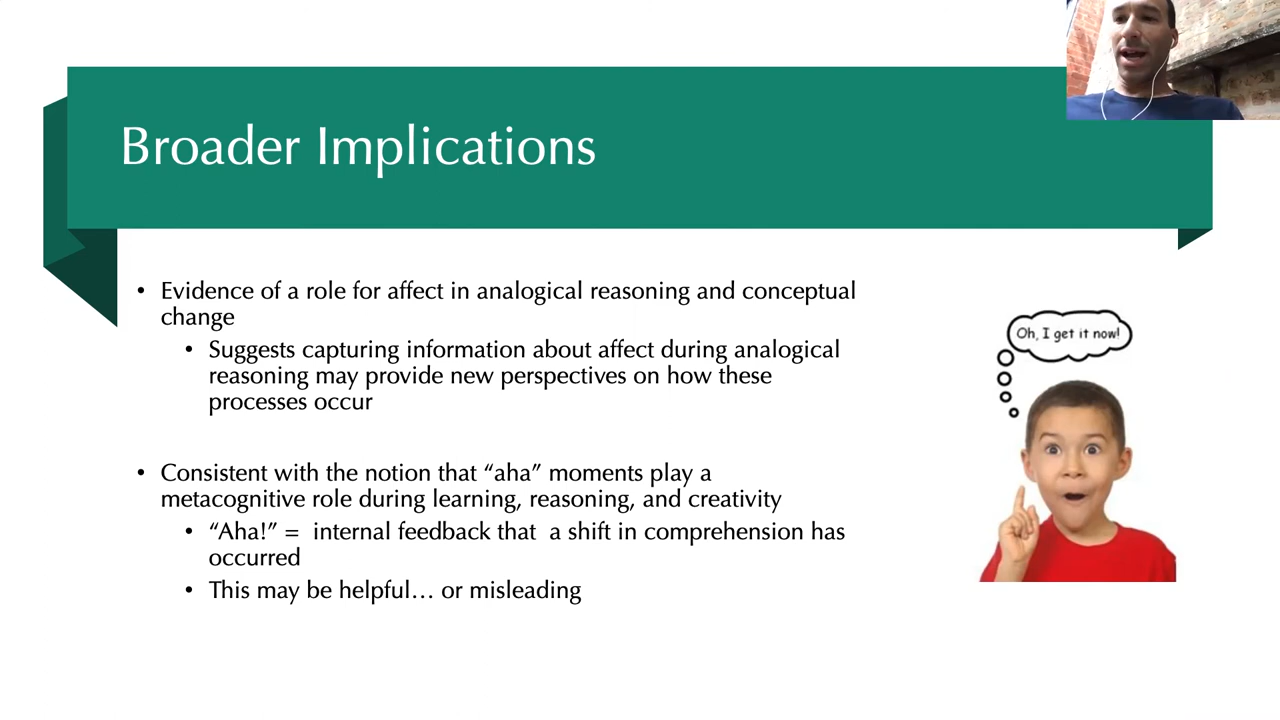 Broader Implications
• Evidence of a role for affect in analogical reasoning and conceptual
change
• Suggests capturing information about affect during analogical
reasoning may provide new perspectives on how these
processes occur
• Consistent with the notion that “aha” moments play a
metacognitive role during learning, reasoning, and creativity
• “Aha!” =  internal feedback that  a shift in comprehension has
occurred
• This may be helpful… or misleading
Oh, I get it now!